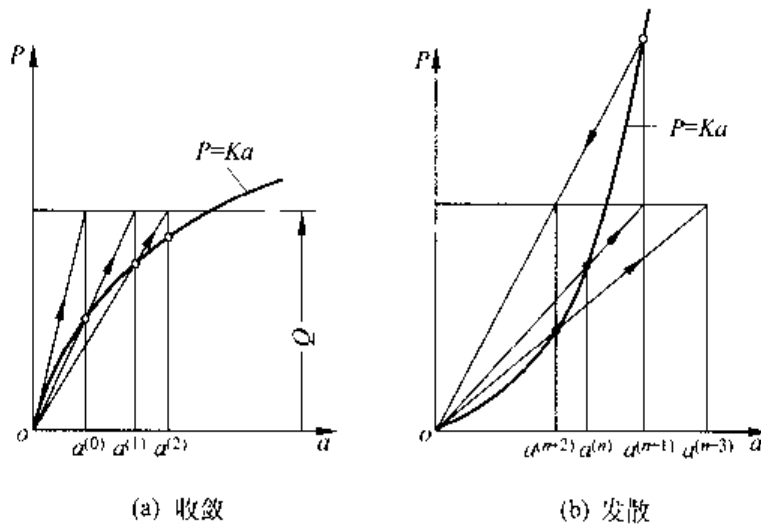 P
P=Ka
Q
o
a⁽⁰⁾ a⁽¹⁾ a⁽²⁾ a
(a) 收敛
P
P=Ka
o
a⁽ⁿ⁺²⁾ a⁽ⁿ⁾ a⁽ⁿ⁺¹⁾ a⁽ⁿ⁺³⁾ a
(b) 发散